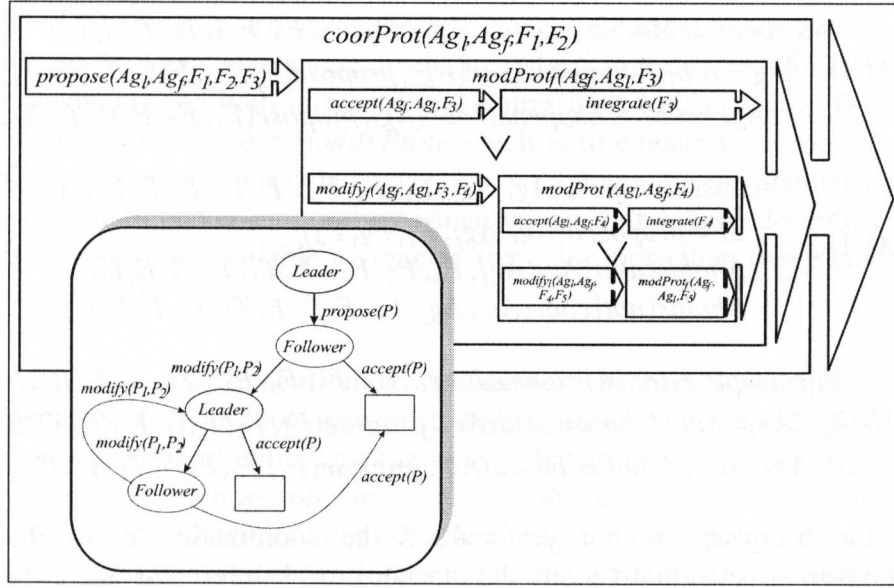 coorProt(Ag_l,Ag_f,F_1,F_2)
propose(Ag_l,Ag_f,F_1,F_2,F_3)
modProt_f(Ag_f,Ag_l,F_3)
accept(Ag_f,Ag_l,F_3)
integrate(F_3)
modify_f(Ag_f,Ag_l,F_3,F_4)
modProt_l(Ag_l,Ag_f,F_4)
accept(Ag_l,Ag_f,F_4)
integrate(F_4)
modify_l(Ag_l,Ag_f,
F_4,F_5)
modProt_f(Ag_f,
Ag_l,F_5)
Leader
propose(P)
Follower
modify(P_1,P_2)
accept(P)
modify(P_1,P_2)
Leader
modify(P_1,P_2)
accept(P)
Follower
accept(P)